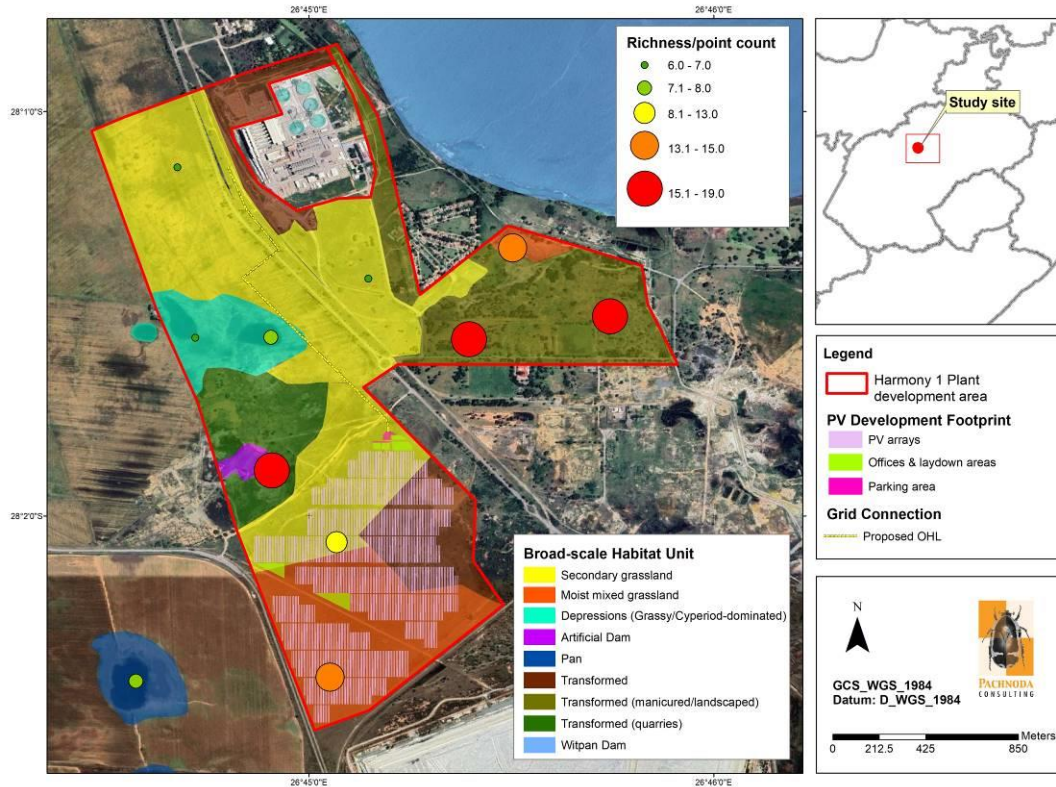 26°45'0"E
26°46'0"E
28°1'0"S
28°2'0"S
Richness/point count
6.0 - 7.0
7.1 - 8.0
8.1 - 13.0
13.1 - 15.0
15.1 - 19.0
Study site
Legend
Harmony 1 Plant
development area
PV Development Footprint
PV arrays
Offices & laydown areas
Parking area
Grid Connection
Proposed OHL
Broad-scale Habitat Unit
Secondary grassland
Moist mixed grassland
Depressions (Grassy/Cyperiod-dominated)
Artificial Dam
Pan
Transformed
Transformed (manicured/landscaped)
Transformed (quarries)
Witpan Dam
N
PACHNODA
CONSULTING
GCS_WGS_1984
Datum: D_WGS_1984
Meters
0 212.5 425 850
26°45'0"E
26°46'0"E